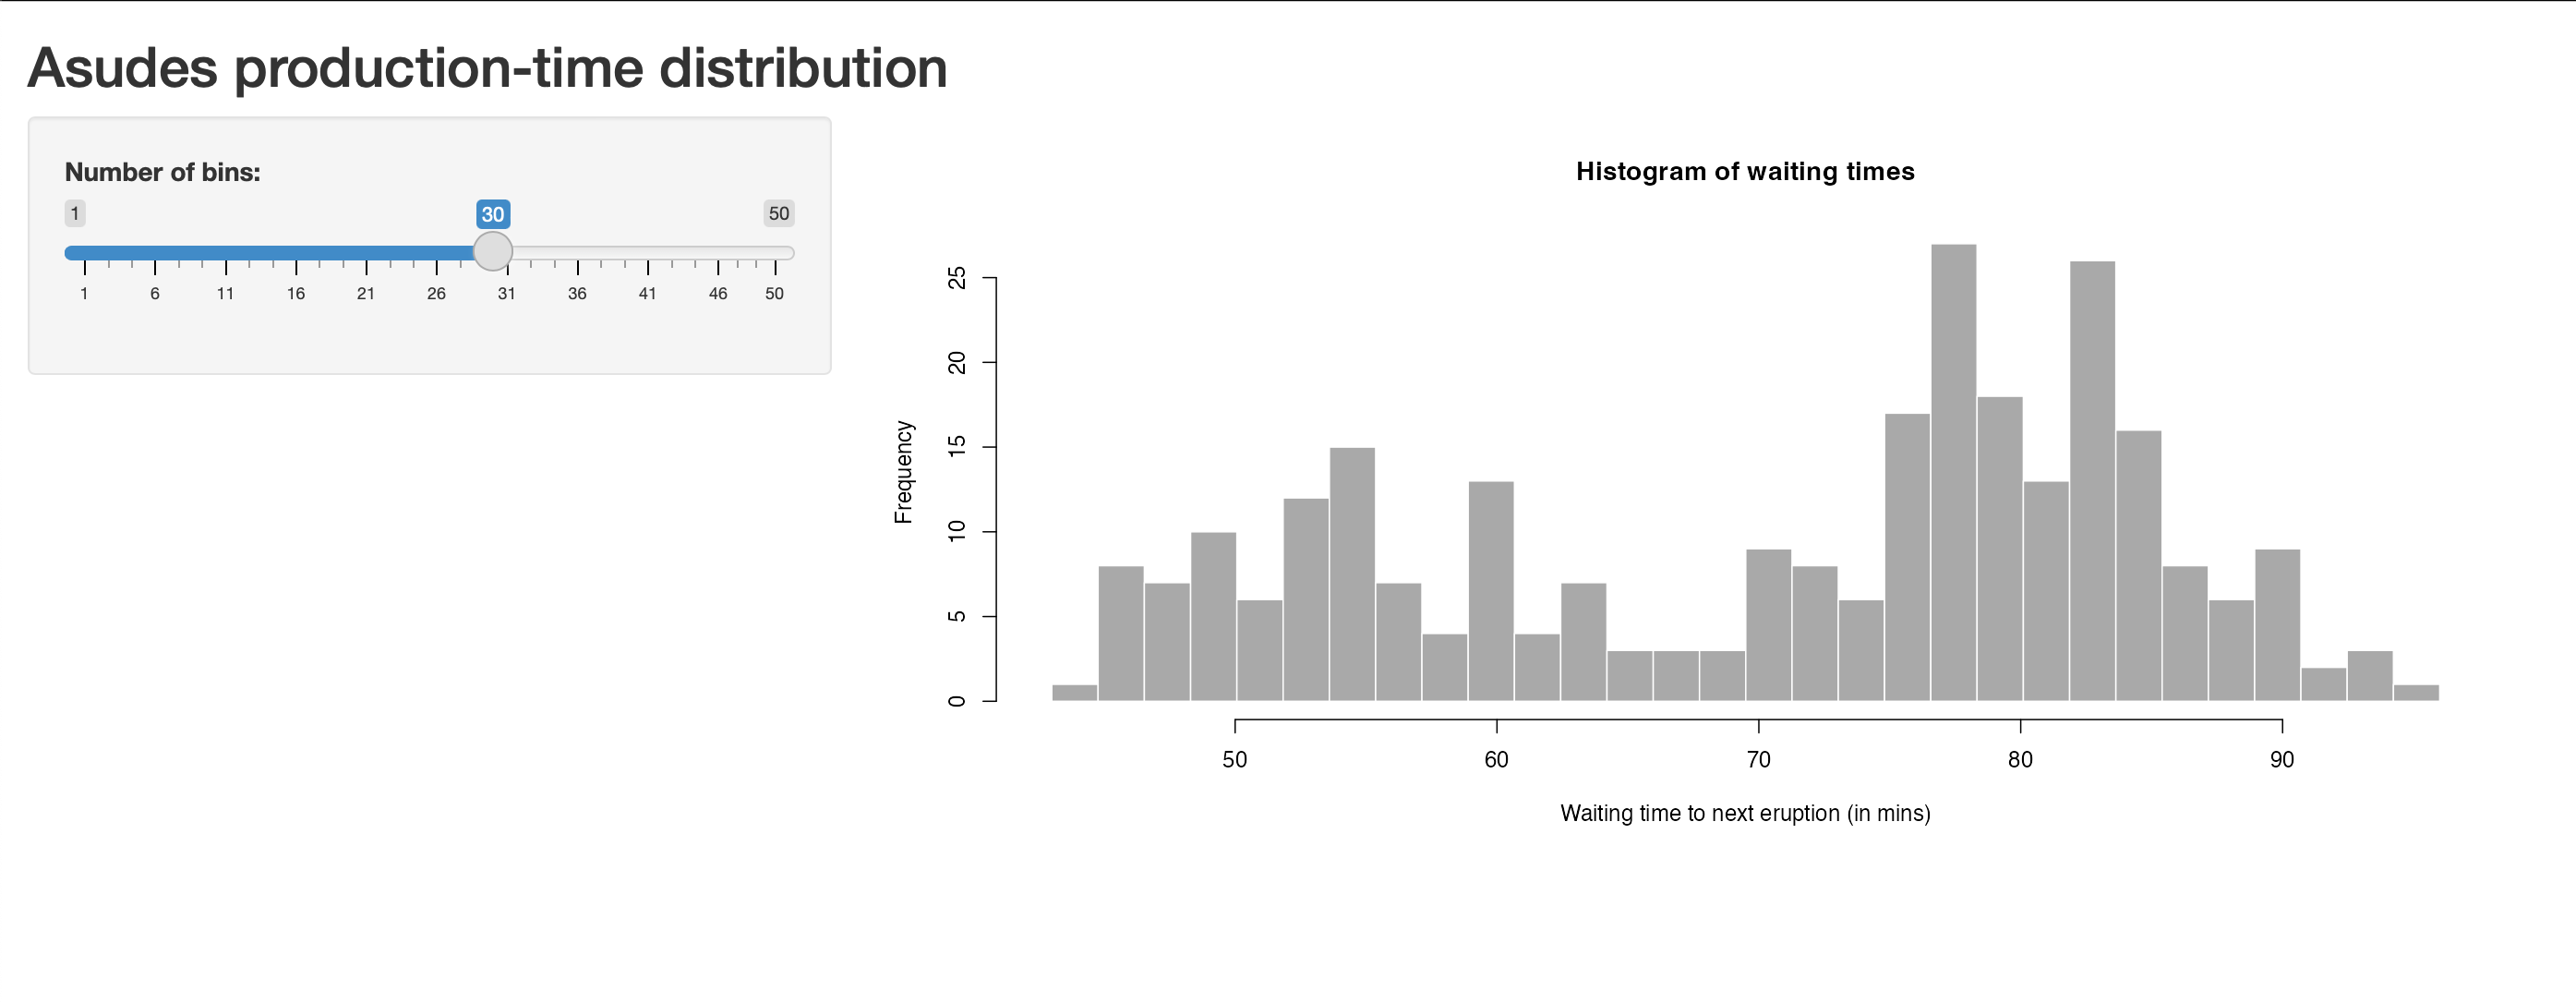 Asudes production-time distribution
Number of bins:
1 30 50
1 6 11 16 21 26 31 36 41 46 50
Histogram of waiting times
Frequency
25
20
15
10
5
0
50 60 70 80 90
Waiting time to next eruption (in mins)